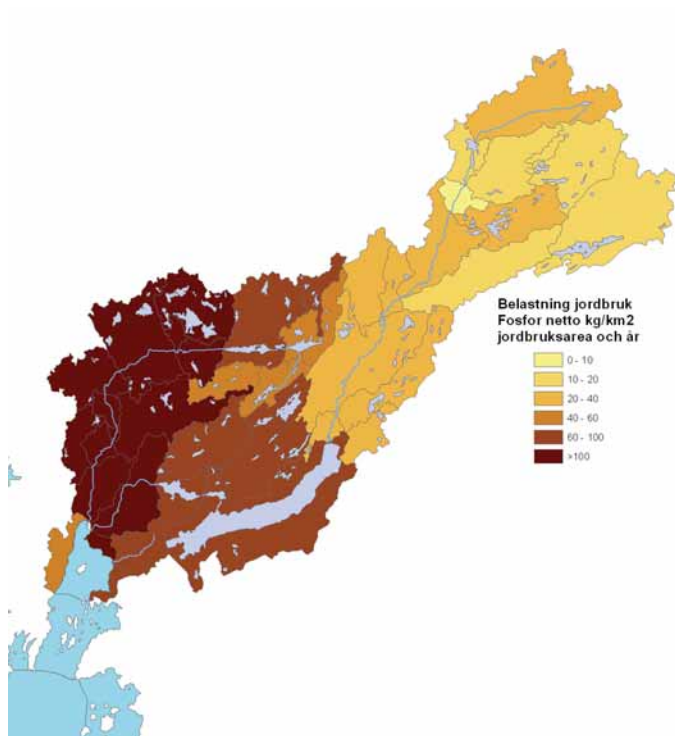 Belastning jordbruk
Fosfor netto kg/km2
jordbruksarea och år
0 - 10
10 - 20
20 - 40
40 - 60
60 - 100
>100